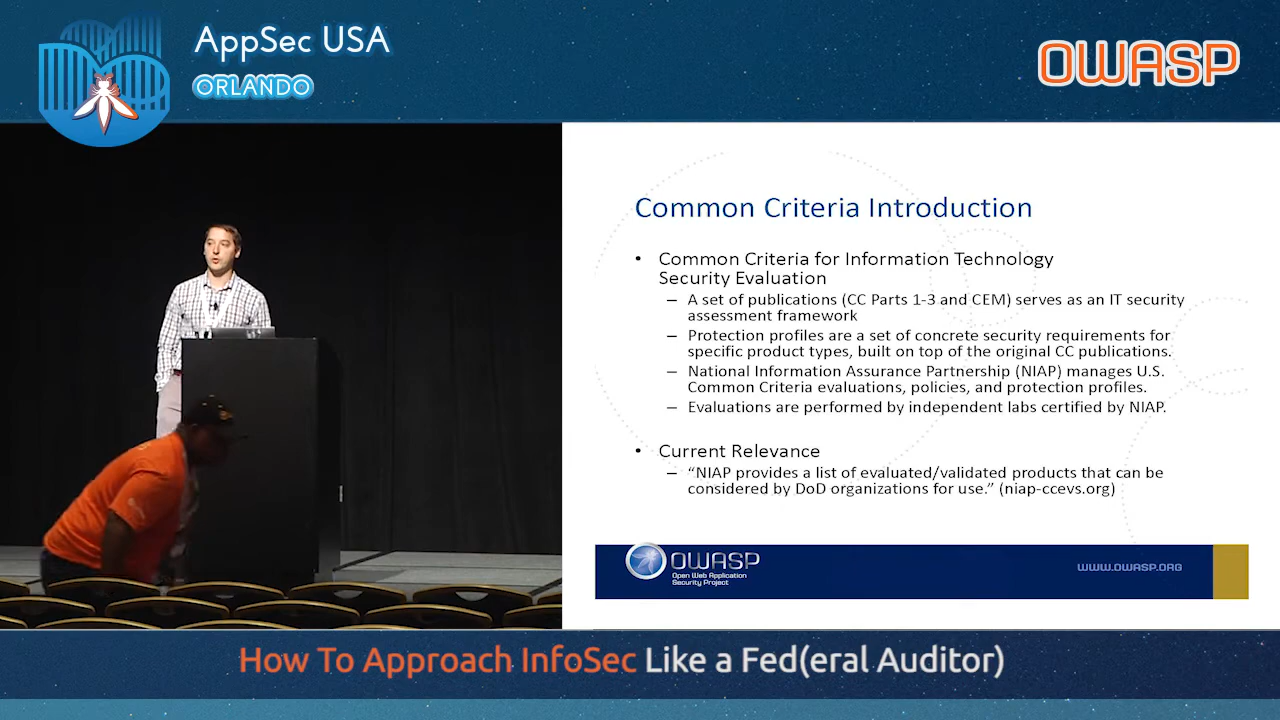 AppSec USA
ORLANDO
OWASP
Common Criteria Introduction
• Common Criteria for Information Technology
Security Evaluation
– A set of publications (CC Parts 1-3 and CEM) serves as an IT security
assessment framework
– Protection profiles are a set of concrete security requirements for
specific product types, built on top of the original CC publications.
– National Information Assurance Partnership (NIAP) manages U.S.
Common Criteria evaluations, policies, and protection profiles.
– Evaluations are performed by independent labs certified by NIAP.
• Current Relevance
– “NIAP provides a list of evaluated/validated products that can be
considered by DoD organizations for use.” (niap-ccevs.org)
OWASP
Open Web Application
Security Project
WWW.OWASP.ORG
How To Approach InfoSec Like a Fed(eral Auditor)